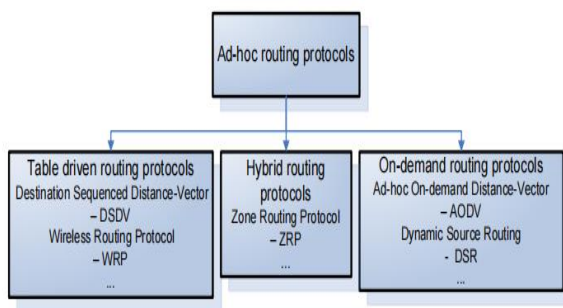 Ad-hoc routing protocols
Table driven routing protocols
Destination Sequenced Distance-Vector
– DSDV
Wireless Routing Protocol
– WRP
...
Hybrid routing
protocols
Zone Routing Protocol
– ZRP
...
On-demand routing protocols
Ad-hoc On-demand Distance-Vector
– AODV
Dynamic Source Routing
- DSR
...